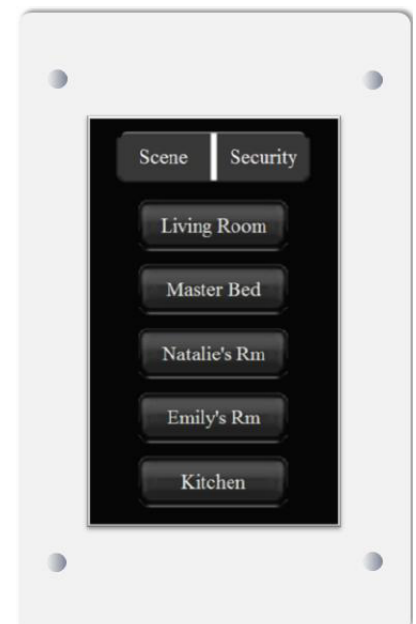 Scene Security
Living Room
Master Bed
Natalie's Rm
Emily's Rm
Kitchen